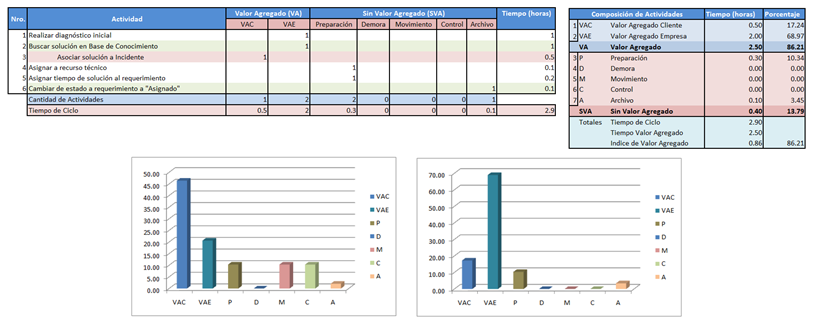 Nro. Actividad Valor Agregado (VA) Sin Valor Agregado (SVA) Tiempo (horas)
VAC VAE Preparación Demora Movimiento Control Archivo
1 Realizar diagnóstico inicial 1 1
2 Buscar solución en Base de Conocimiento 1 1
3 Asociar solución a Incidente 1 0.5
4 Asignar a recurso técnico 1 0.1
5 Asignar tiempo de solución al requerimiento 1 0.2
6 Cambiar de estado a requerimiento a "Asignado" 1 0.1
Cantidad de Actividades 1 2 2 0 0 0 1
Tiempo de Ciclo 0.5 2 0.3 0 0 0 0.1 2.9
Composición de Actividades Tiempo (horas) Porcentaje
1 VAC Valor Agregado Cliente 0.50 17.24
2 VAE Valor Agregado Empresa 2.00 68.97
VA Valor Agregado 2.50 86.21
3 P Preparación 0.30 10.34
4 D Demora 0.00 0.00
5 M Movimiento 0.00 0.00
6 C Control 0.00 0.00
7 A Archivo 0.10 3.45
SVA Sin Valor Agregado 0.40 13.79
Totales Tiempo de Ciclo 2.90
Tiempo Valor Agregado 2.50
Indice de Valor Agregado 0.86 86.21
50.00
45.00
40.00
35.00
30.00
25.00
20.00
15.00
10.00
5.00
0.00
VAC VAE P D M C A
VAC
VAE
P
D
M
C
A
70.00
60.00
50.00
40.00
30.00
20.00
10.00
0.00
VAC VAE P D M C A
VAC
VAE
P
D
M
C
A